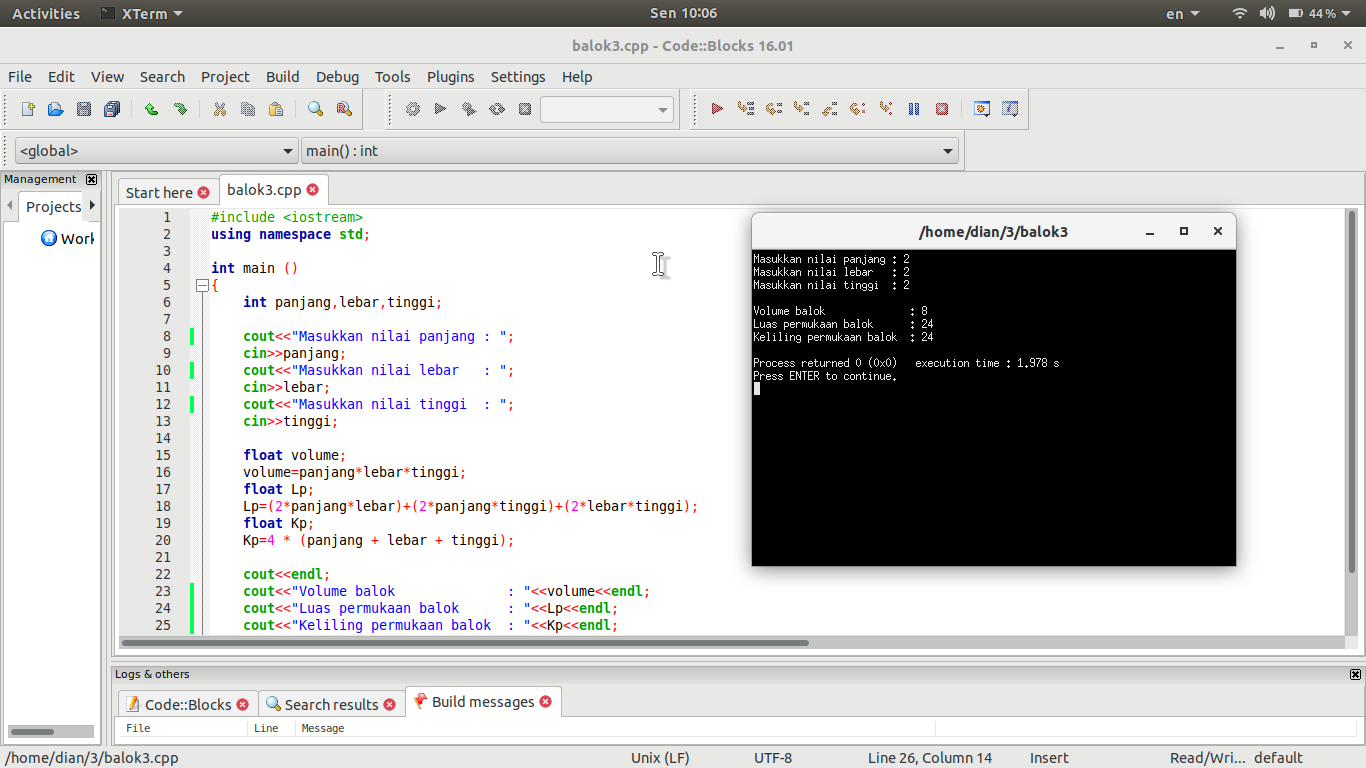 Activities XTerm Sen 10:06 en 44%
balok3.cpp - Code::Blocks 16.01
File Edit View Search Project Build Debug Tools Plugins Settings Help
<global> main() : int
Management
Projects
Work
Start here balok3.cpp
1 #include <iostream>
2 using namespace std;
3
4 int main ()
5 {
6 int panjang,lebar,tinggi;
7
8 cout<<"Masukkan nilai panjang : ";
9 cin>>panjang;
10 cout<<"Masukkan nilai lebar   : ";
11 cin>>lebar;
12 cout<<"Masukkan nilai tinggi  : ";
13 cin>>tinggi;
14
15 float volume;
16 volume=panjang*lebar*tinggi;
17 float Lp;
18 Lp=(2*panjang*lebar)+(2*panjang*tinggi)+(2*lebar*tinggi);
19 float Kp;
20 Kp=4 * (panjang + lebar + tinggi);
21
22 cout<<endl;
23 cout<<"Volume balok              : "<<volume<<endl;
24 cout<<"Luas permukaan balok      : "<<Lp<<endl;
25 cout<<"Keliling permukaan balok  : "<<Kp<<endl;
/home/dian/3/balok3
Masukkan nilai panjang : 2
Masukkan nilai lebar   : 2
Masukkan nilai tinggi  : 2
Volume balok              : 8
Luas permukaan balok      : 24
Keliling permukaan balok  : 24
Process returned 0 (0x0)   execution time : 1.978 s
Press ENTER to continue.
Logs & others
Code::Blocks Search results Build messages
File Line Message
/home/dian/3/balok3.cpp Unix (LF) UTF-8 Line 26, Column 14 Insert Read/Wri... default